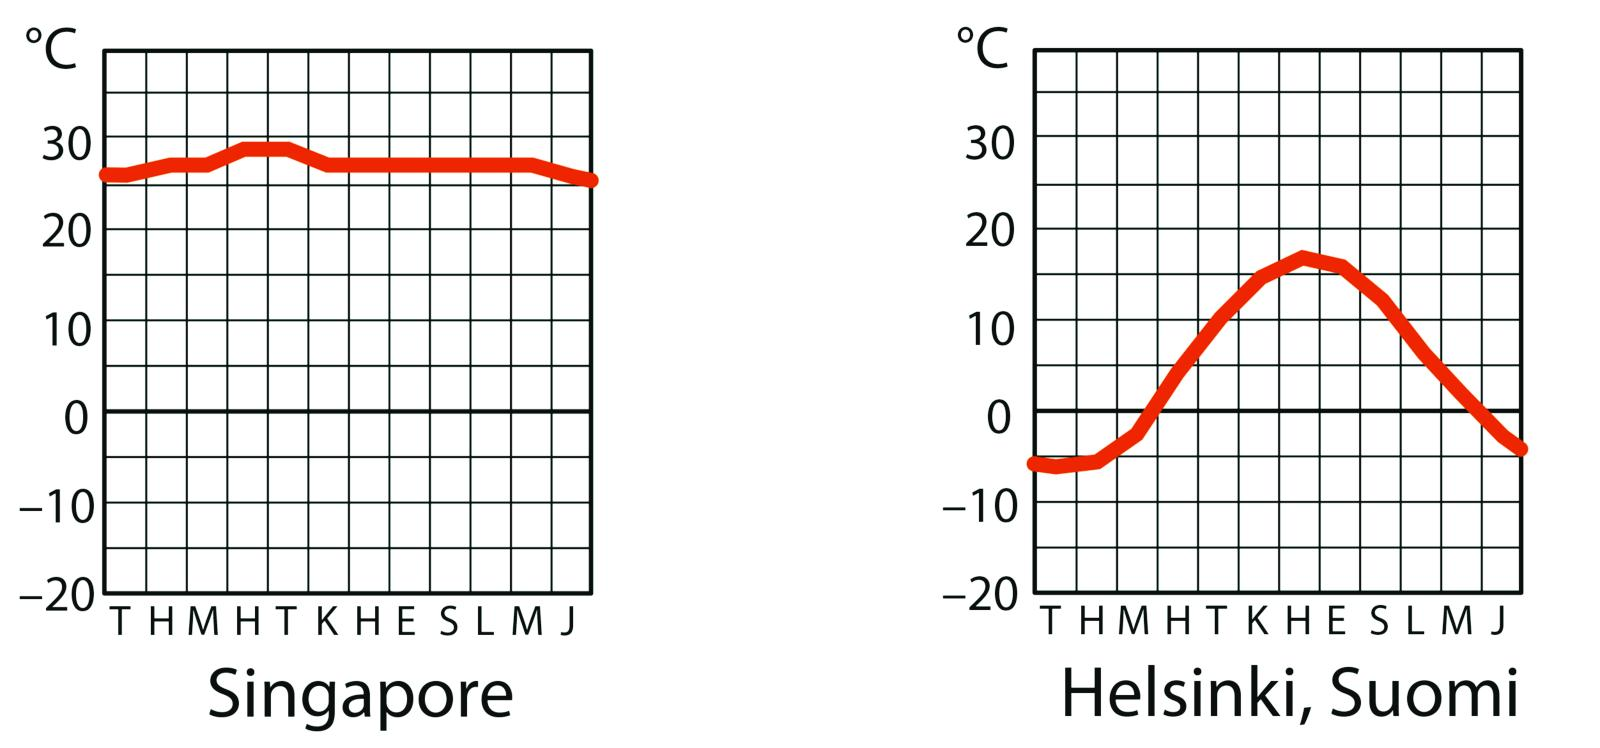 °C
30
20
10
0
–10
–20
T H M H T K H E S L M J
Singapore
°C
30
20
10
0
–10
–20
T H M H T K H E S L M J
Helsinki, Suomi